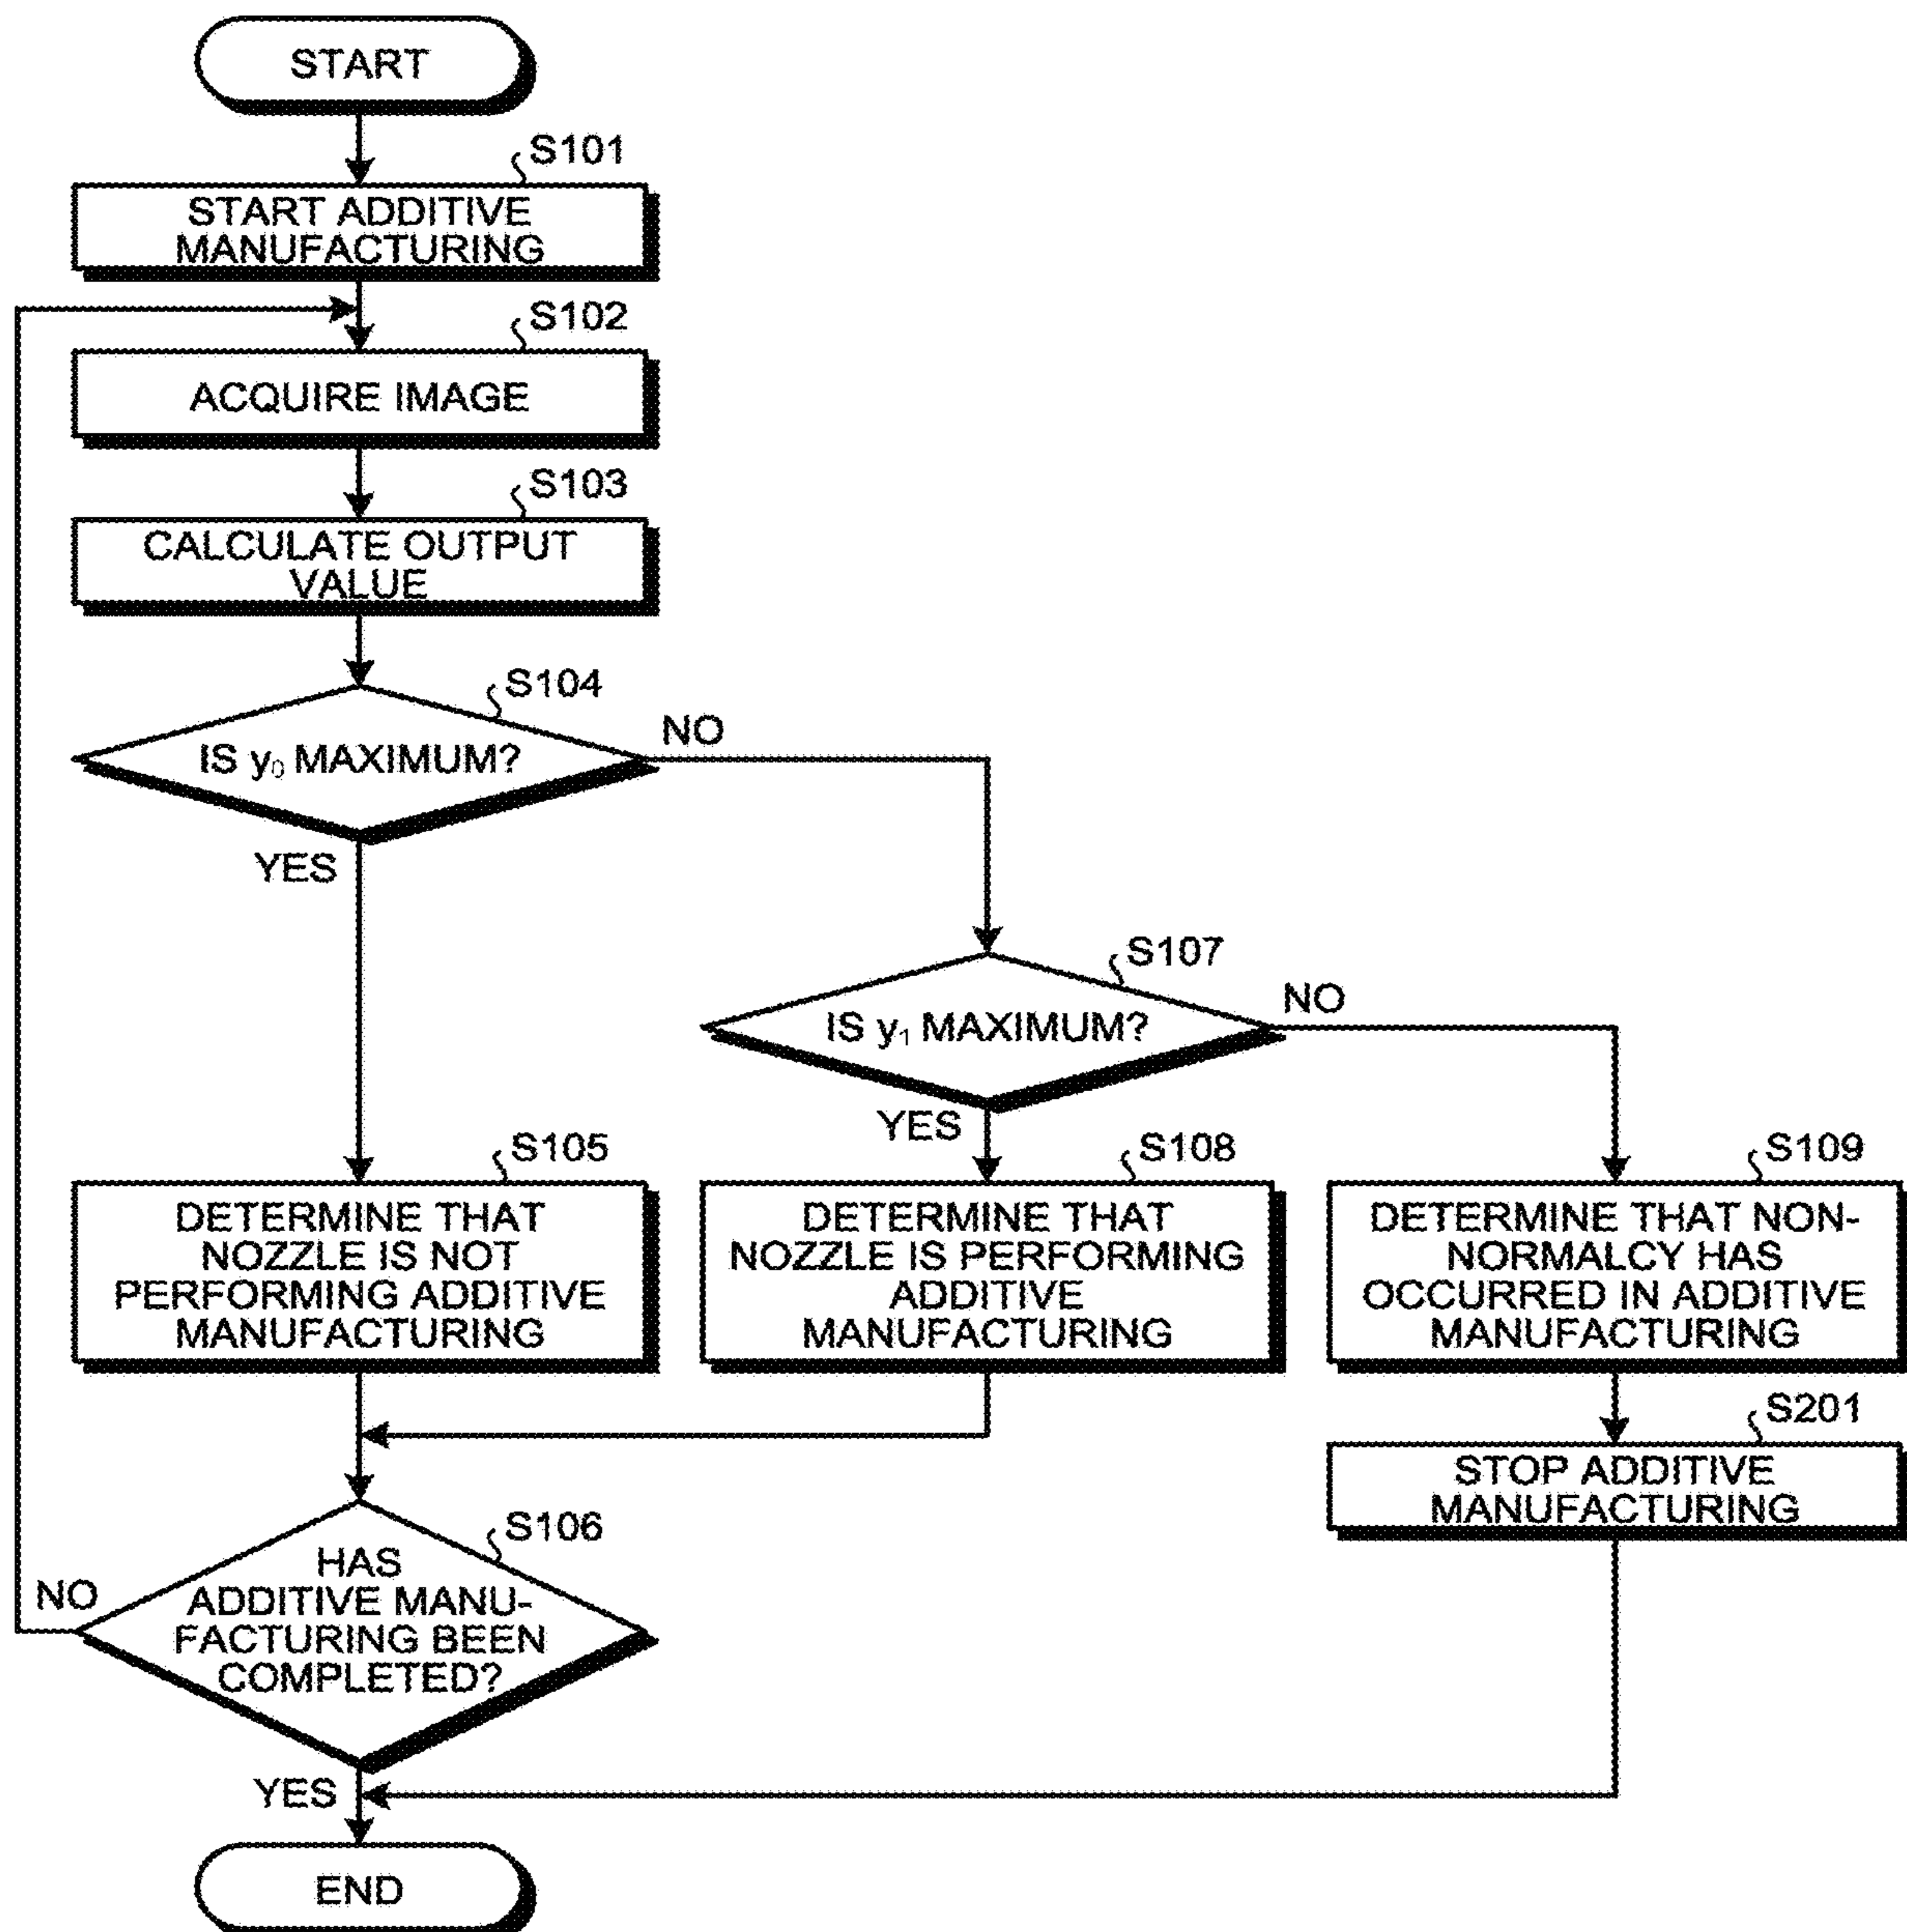 START
S101
START ADDITIVE
MANUFACTURING
S102
ACQUIRE IMAGE
S103
CALCULATE OUTPUT
VALUE
S104
IS y₀ MAXIMUM?
NO
YES
S107
IS y₁ MAXIMUM?
NO
YES
S105
DETERMINE THAT
NOZZLE IS NOT
PERFORMING ADDITIVE
MANUFACTURING
S108
DETERMINE THAT
NOZZLE IS PERFORMING
ADDITIVE
MANUFACTURING
S109
DETERMINE THAT NON-
NORMALCY HAS
OCCURRED IN ADDITIVE
MANUFACTURING
S201
STOP ADDITIVE
MANUFACTURING
S106
HAS
ADDITIVE MANU-
FACTURING BEEN
COMPLETED?
NO
YES
END